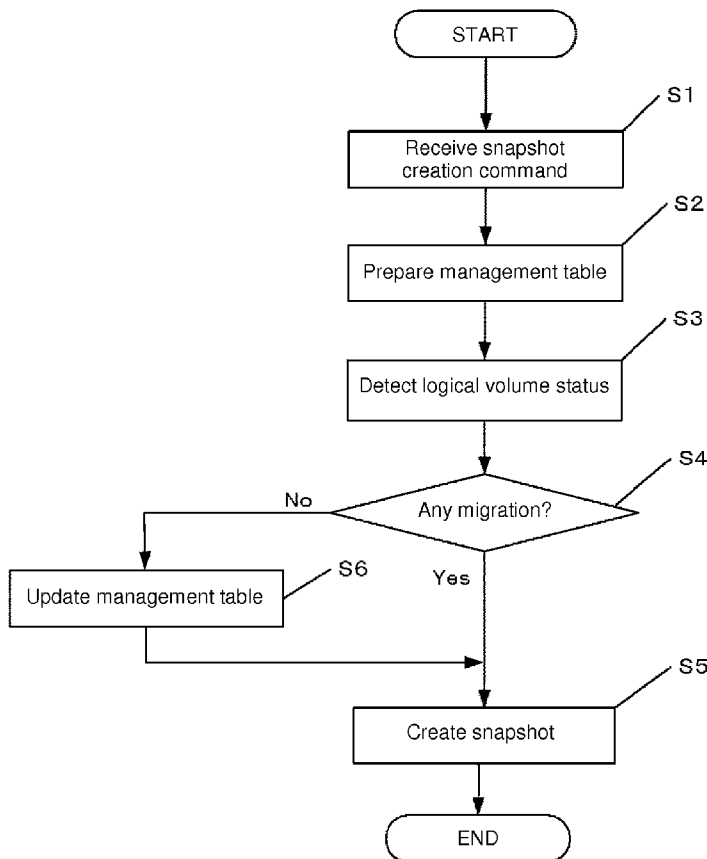 START
S1
Receive snapshot
creation command
S2
Prepare management table
S3
Detect logical volume status
S4
Any migration?
No
Yes
S6
Update management table
S5
Create snapshot
END